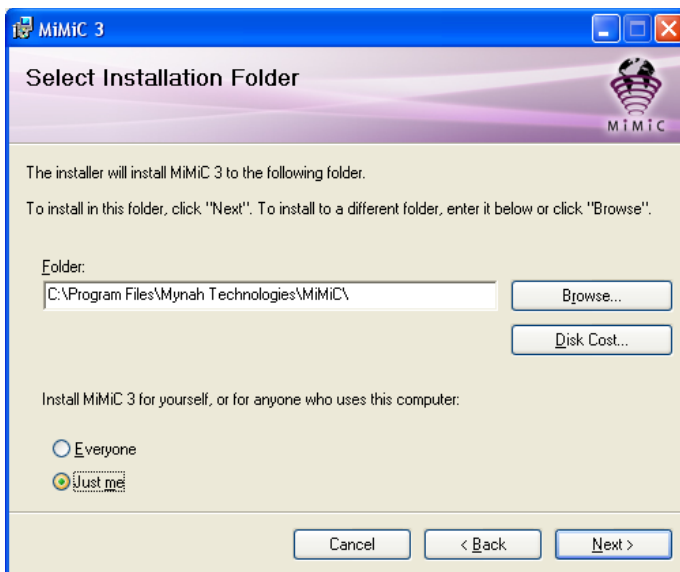 MiMiC 3
Select Installation Folder
MiMiC
The installer will install MiMiC 3 to the following folder.
To install in this folder, click "Next". To install to a different folder, enter it below or click "Browse".
Folder:
C:\Program Files\Mynah Technologies\MiMiC\
Browse...
Disk Cost...
Install MiMiC 3 for yourself, or for anyone who uses this computer:
Everyone
Just me
Cancel
< Back
Next >